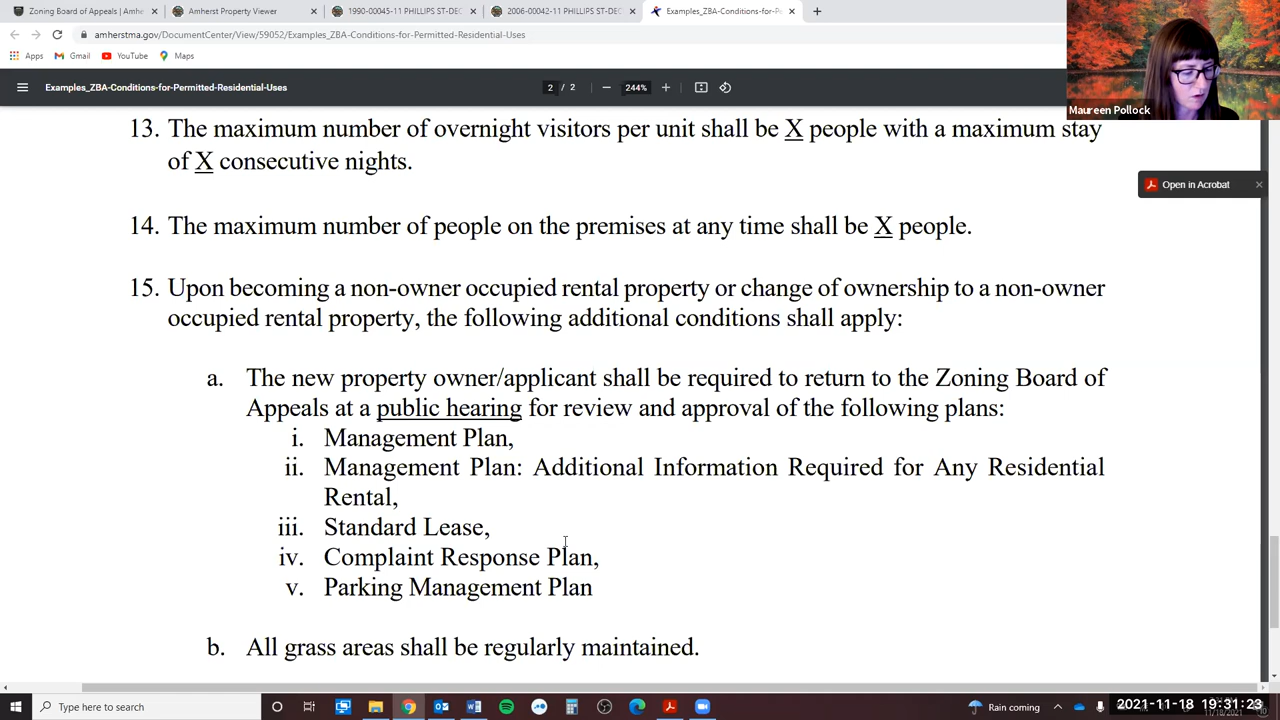 Zoning Board of Appeals | (Amhe
Amherst Property Viewer
1990-00045-11 PHILLIPS ST-DEC
2006-00042-11 PHILLIPS ST-DEC
Examples_ZBA-Conditions-for-P
amherstma.gov/DocumentCenter/View/59052/Examples_ZBA-Conditions-for-Permitted-Residential-Uses
Apps
Gmail
YouTube
Maps
Examples_ZBA-Conditions-for-Permitted-Residential-Uses
2 / 2
244%
Maureen Pollock
Open in Acrobat
13. The maximum number of overnight visitors per unit shall be X people with a maximum stay
of X consecutive nights.
14. The maximum number of people on the premises at any time shall be X people.
15. Upon becoming a non-owner occupied rental property or change of ownership to a non-owner
occupied rental property, the following additional conditions shall apply:
a. The new property owner/applicant shall be required to return to the Zoning Board of
Appeals at a public hearing for review and approval of the following plans:
i. Management Plan,
ii. Management Plan: Additional Information Required for Any Residential
Rental,
iii. Standard Lease,
iv. Complaint Response Plan,
v. Parking Management Plan
b. All grass areas shall be regularly maintained.
Type here to search
Rain coming
2021-11-18 19:31:23